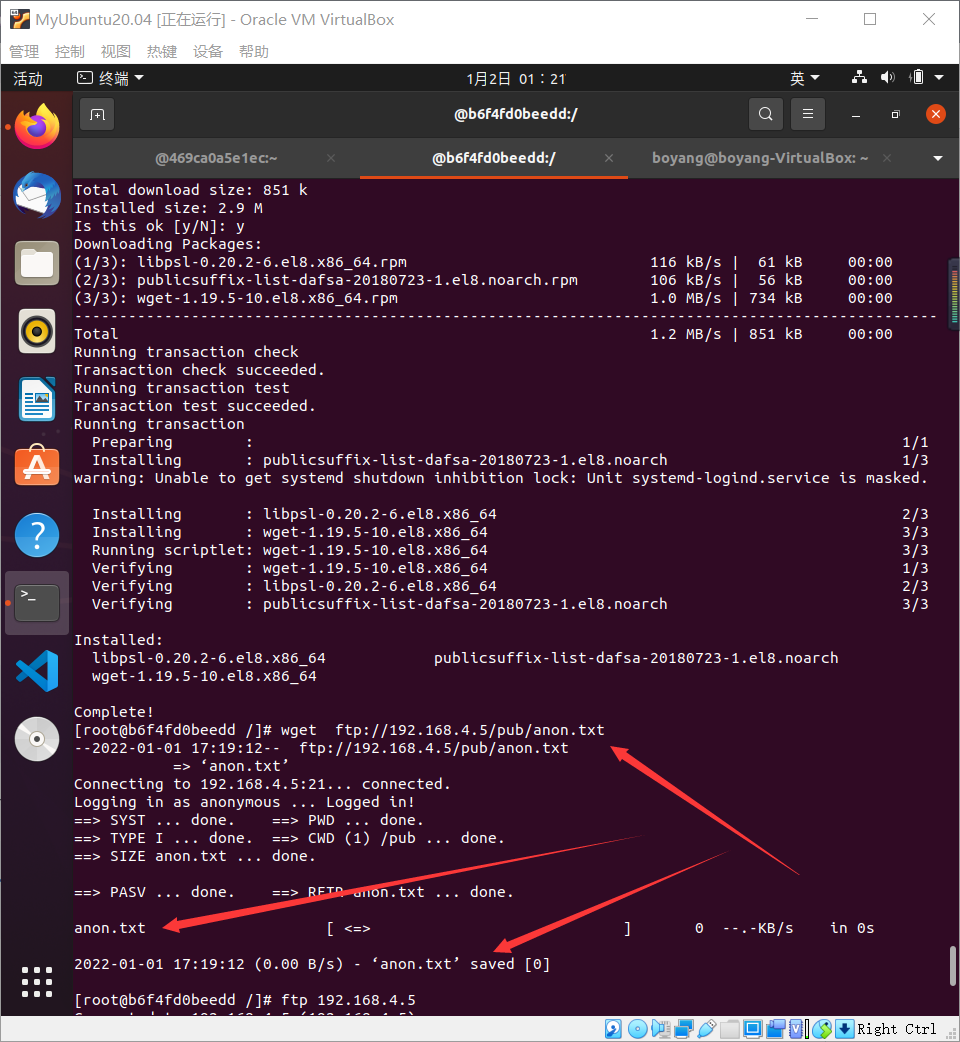 MyUbuntu20.04 [正在运行] - Oracle VM VirtualBox
管理 控制 视图 热键 设备 帮助
活动 终端 1月2日 01：21 英
@b6f4fd0beedd:/
@469ca0a5e1ec:~ × @b6f4fd0beedd:/ × boyang@boyang-VirtualBox: ~ ×
Total download size: 851 k
Installed size: 2.9 M
Is this ok [y/N]: y
Downloading Packages:
(1/3): libpsl-0.20.2-6.el8.x86_64.rpm 116 kB/s | 61 kB 00:00
(2/3): publicsuffix-list-dafsa-20180723-1.el8.noarch.rpm 106 kB/s | 56 kB 00:00
(3/3): wget-1.19.5-10.el8.x86_64.rpm 1.0 MB/s | 734 kB 00:00
--------------------------------------------------------------------------------
Total 1.2 MB/s | 851 kB 00:00
Running transaction check
Transaction check succeeded.
Running transaction test
Transaction test succeeded.
Running transaction
Preparing : 1/1
Installing : publicsuffix-list-dafsa-20180723-1.el8.noarch 1/3
warning: Unable to get systemd shutdown inhibition lock: Unit systemd-logind.service is masked.
Installing : libpsl-0.20.2-6.el8.x86_64 2/3
Installing : wget-1.19.5-10.el8.x86_64 3/3
Running scriptlet: wget-1.19.5-10.el8.x86_64 3/3
Verifying : wget-1.19.5-10.el8.x86_64 1/3
Verifying : libpsl-0.20.2-6.el8.x86_64 2/3
Verifying : publicsuffix-list-dafsa-20180723-1.el8.noarch 3/3
Installed:
libpsl-0.20.2-6.el8.x86_64 publicsuffix-list-dafsa-20180723-1.el8.noarch
wget-1.19.5-10.el8.x86_64
Complete!
[root@b6f4fd0beedd /]# wget ftp://192.168.4.5/pub/anon.txt
--2022-01-01 17:19:12-- ftp://192.168.4.5/pub/anon.txt
=> ‘anon.txt’
Connecting to 192.168.4.5:21... connected.
Logging in as anonymous ... Logged in!
==> SYST ... done. ==> PWD ... done.
==> TYPE I ... done. ==> CWD (1) /pub ... done.
==> SIZE anon.txt ... done.
==> PASV ... done. ==> RETR anon.txt ... done.
anon.txt [ <=> ] 0 --.-KB/s in 0s
2022-01-01 17:19:12 (0.00 B/s) - ‘anon.txt’ saved [0]
[root@b6f4fd0beedd /]# ftp 192.168.4.5
Right Ctrl